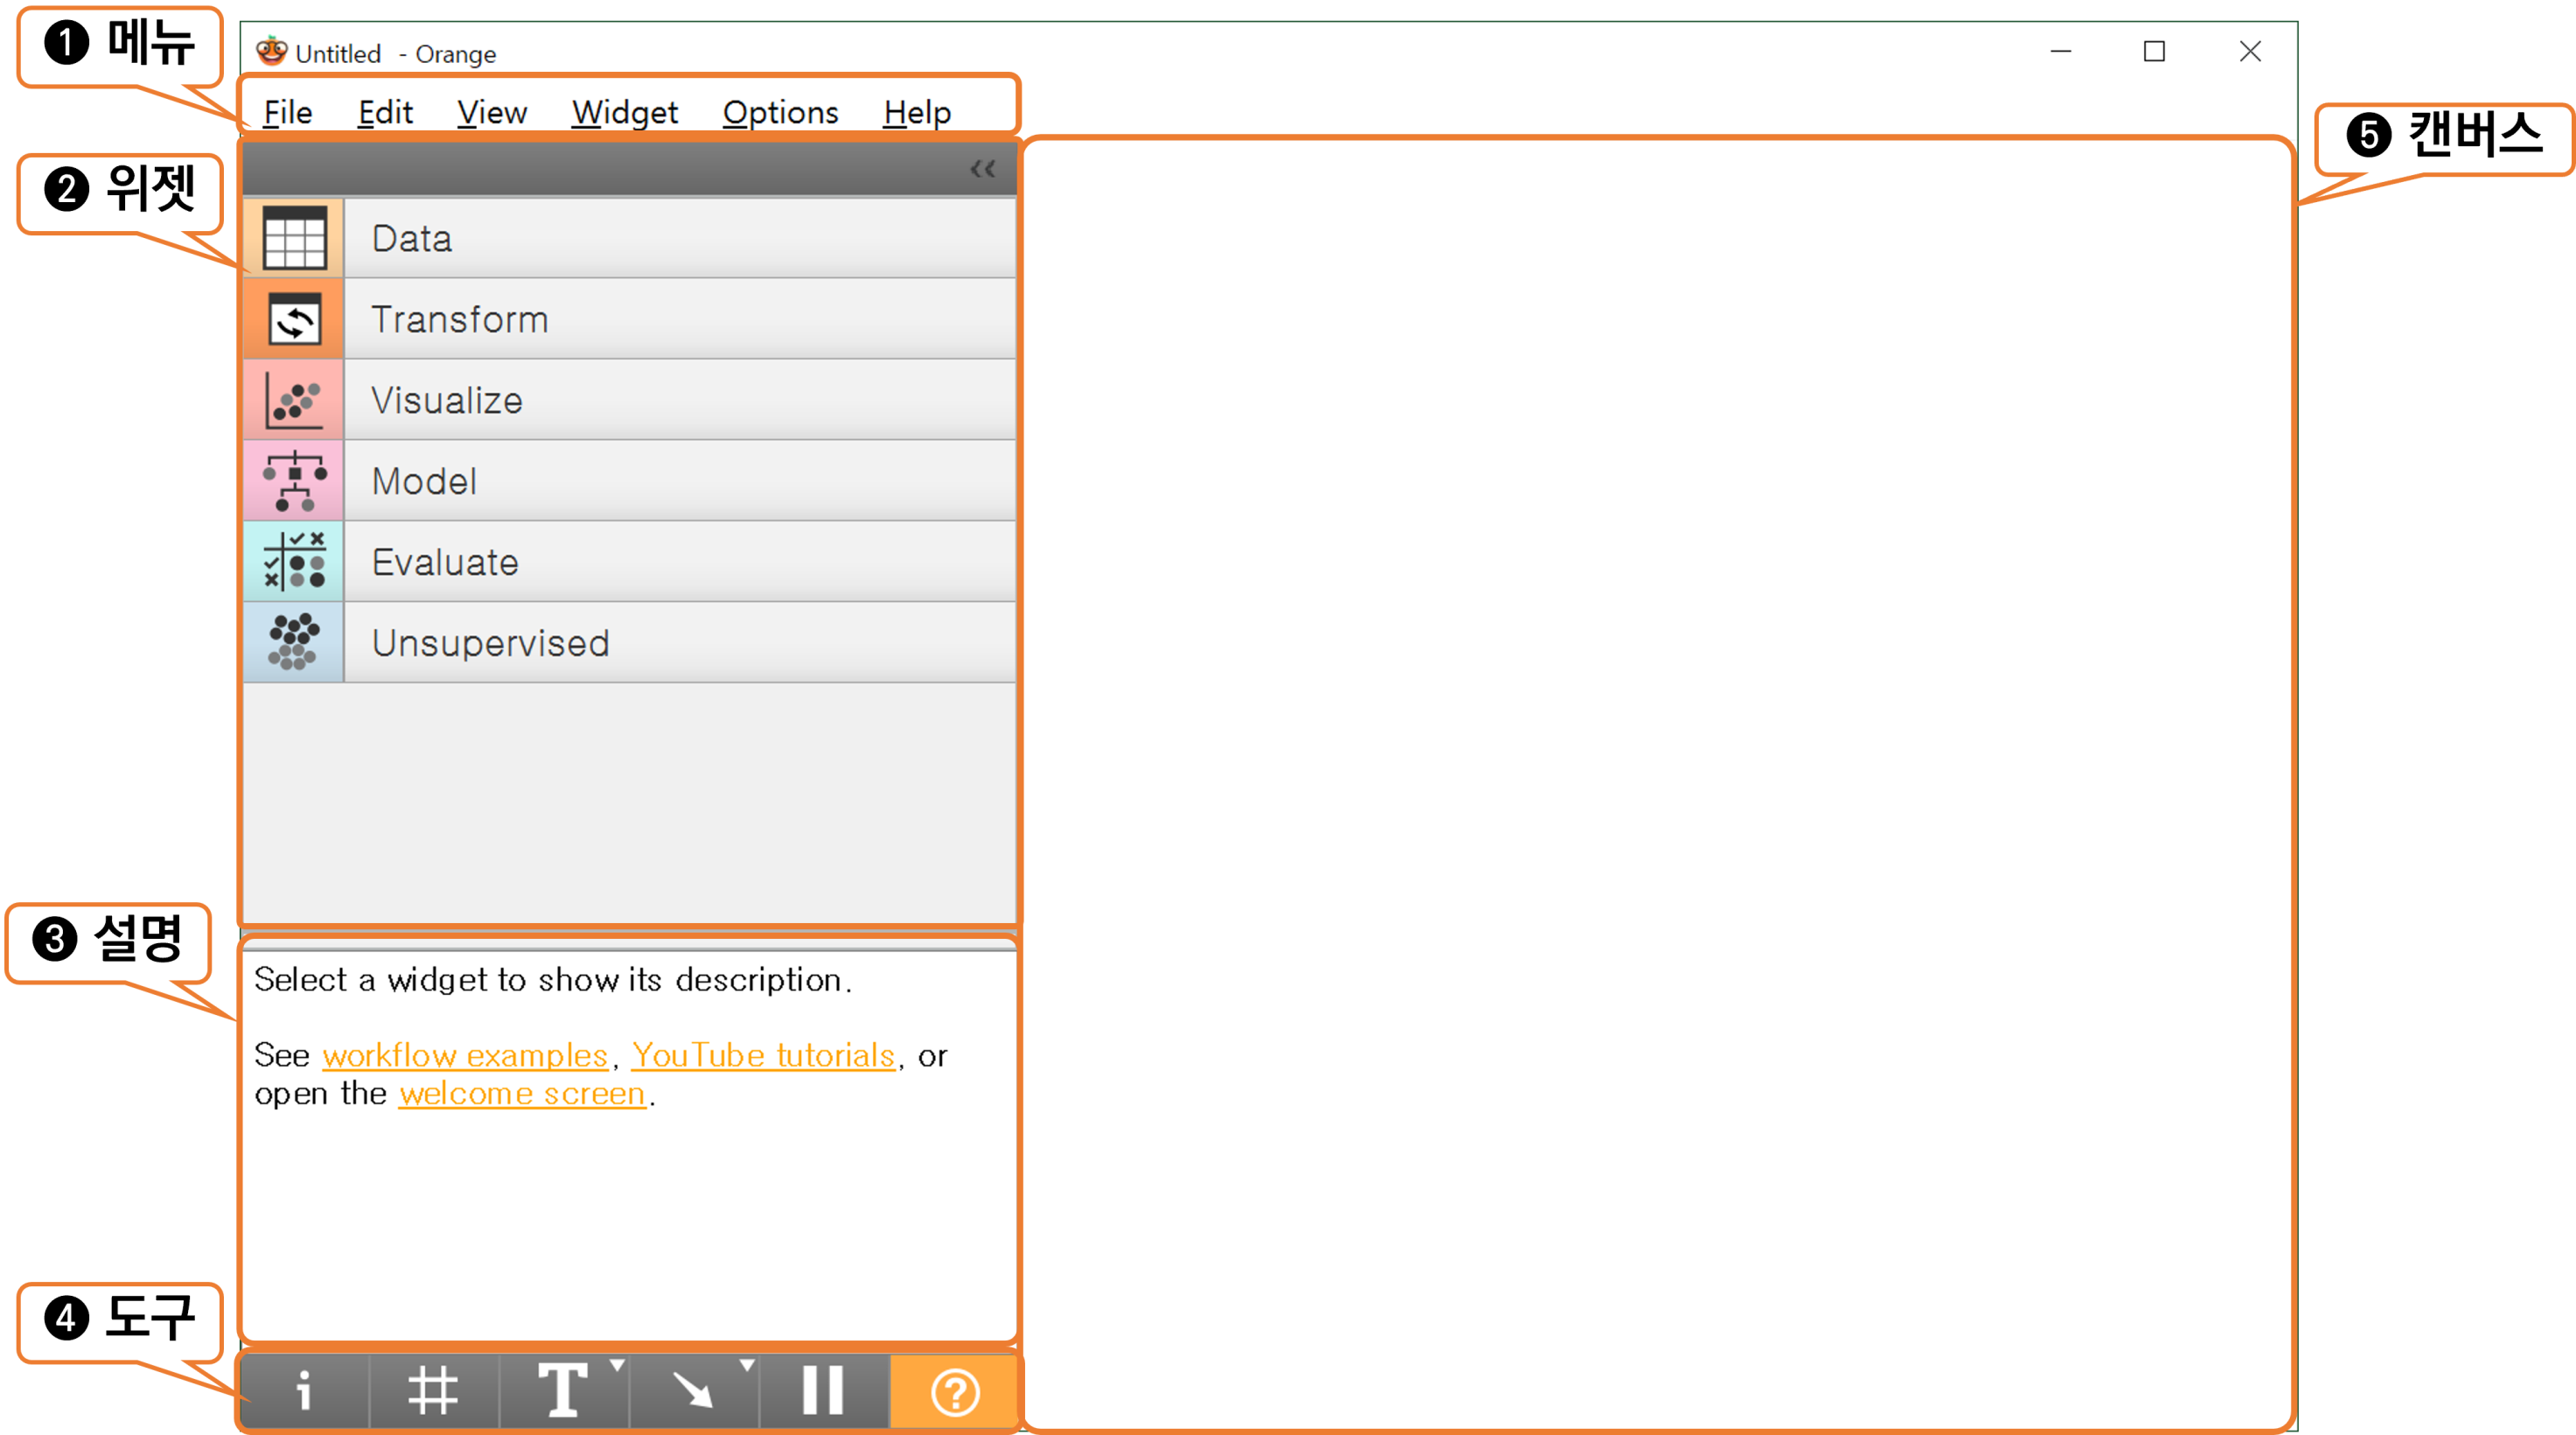 ❶ 메뉴
Untitled - Orange
File Edit View Widget Options Help
❺ 캔버스
❷ 위젯
Data
Transform
Visualize
Model
Evaluate
Unsupervised
❸ 설명
Select a widget to show its description.
See workflow examples, YouTube tutorials, or
open the welcome screen.
❹ 도구
i # T ?